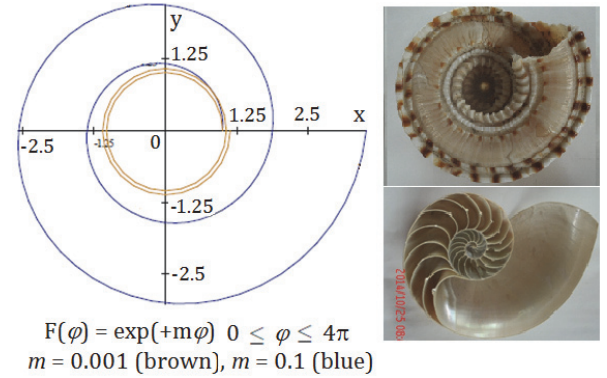 y
1.25
1.25 2.5 x
-2.5 -1.25 0
-1.25
-2.5
F(φ) = exp(+mφ) 0 ≤ φ ≤ 4π
m = 0.001 (brown), m = 0.1 (blue)
2014/10/25